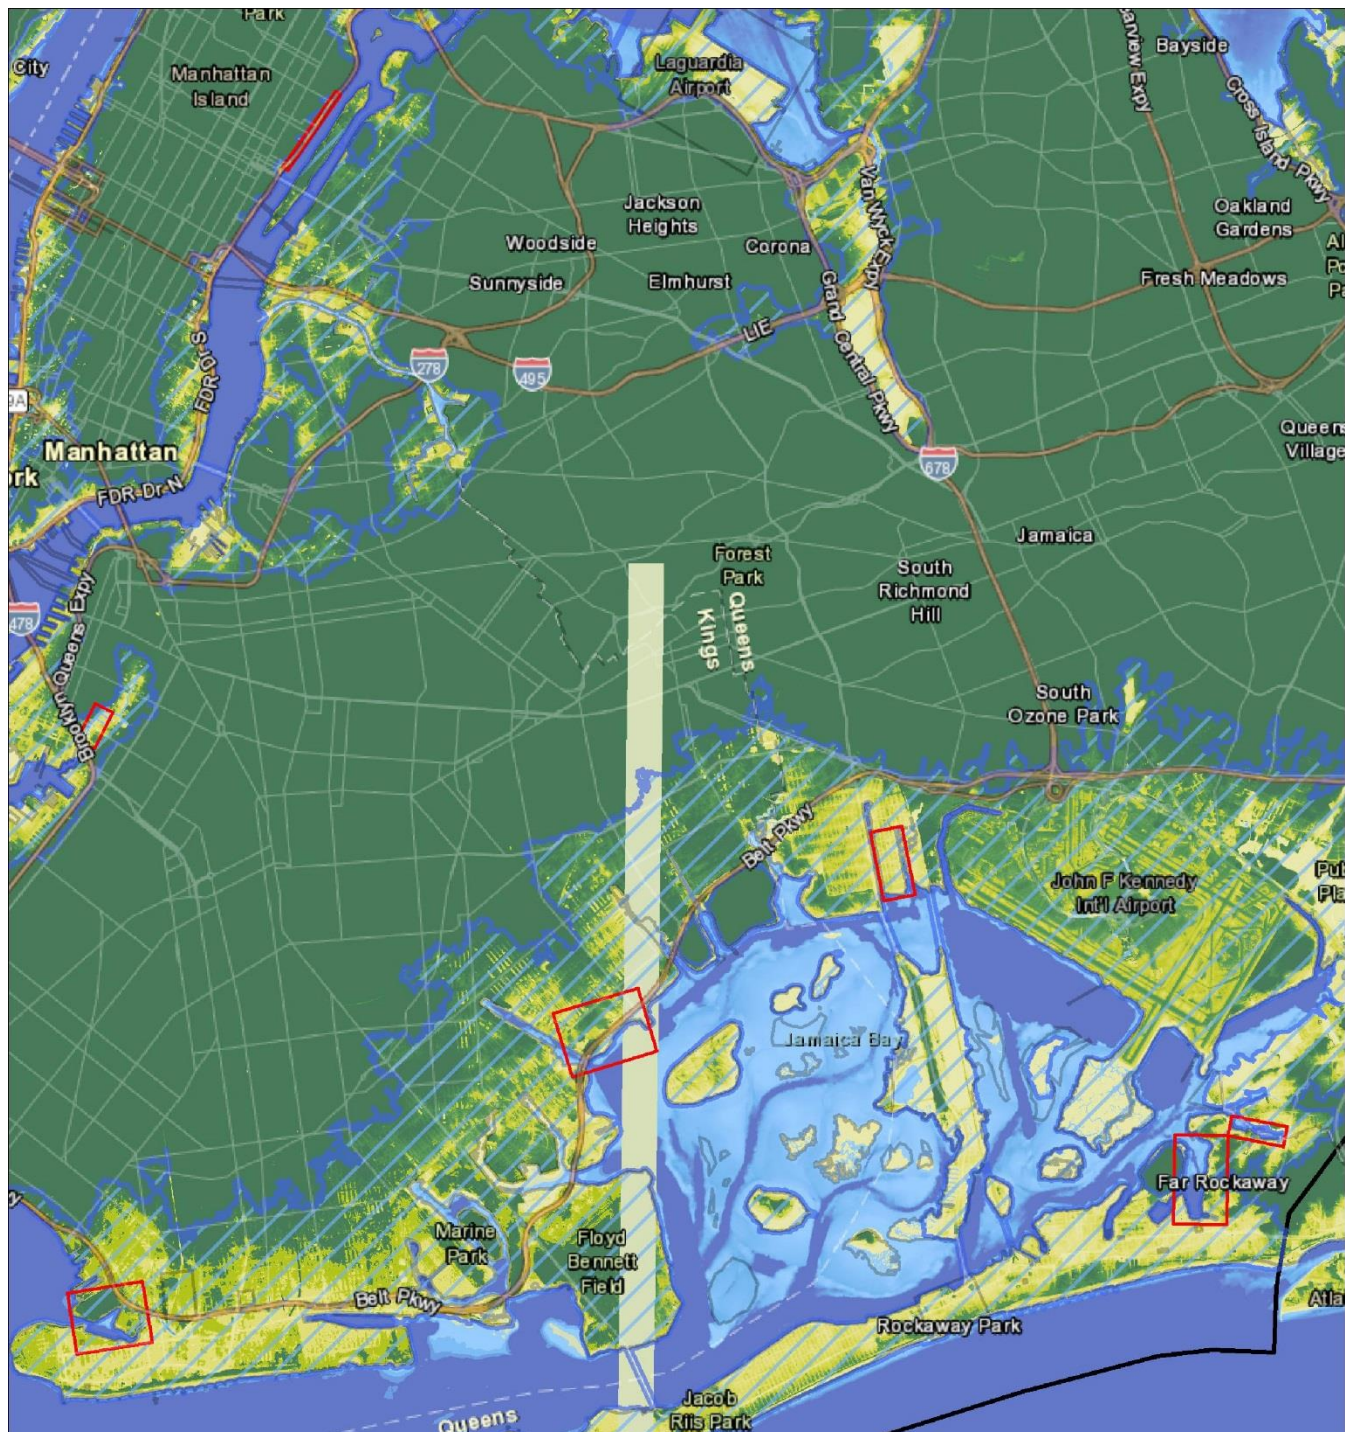 Park
City
Manhattan
Island
Laguardia
Airport
Bayside
Cross Island Pkwy
Van Wyck Expy
Jackson
Heights
Oakland
Gardens
Woodside
Corona
Sunnyside
Elmhurst
Fresh Meadows
Grand Central Pkwy
LIE
FDR Dr S
278
495
9A
Manhattan
Queens
Village
678
FDR Dr N
Jamaica
Forest
Park
South
Richmond
Hill
Queens
Kings
478
Brooklyn Queens Expy
South
Ozone Park
Belt Pkwy
John F Kennedy
Int'l Airport
Jamaica Bay
Far Rockaway
Marine
Park
Floyd
Bennett
Field
Belt Pkwy
Rockaway Park
Jacob
Riis Park
Queens